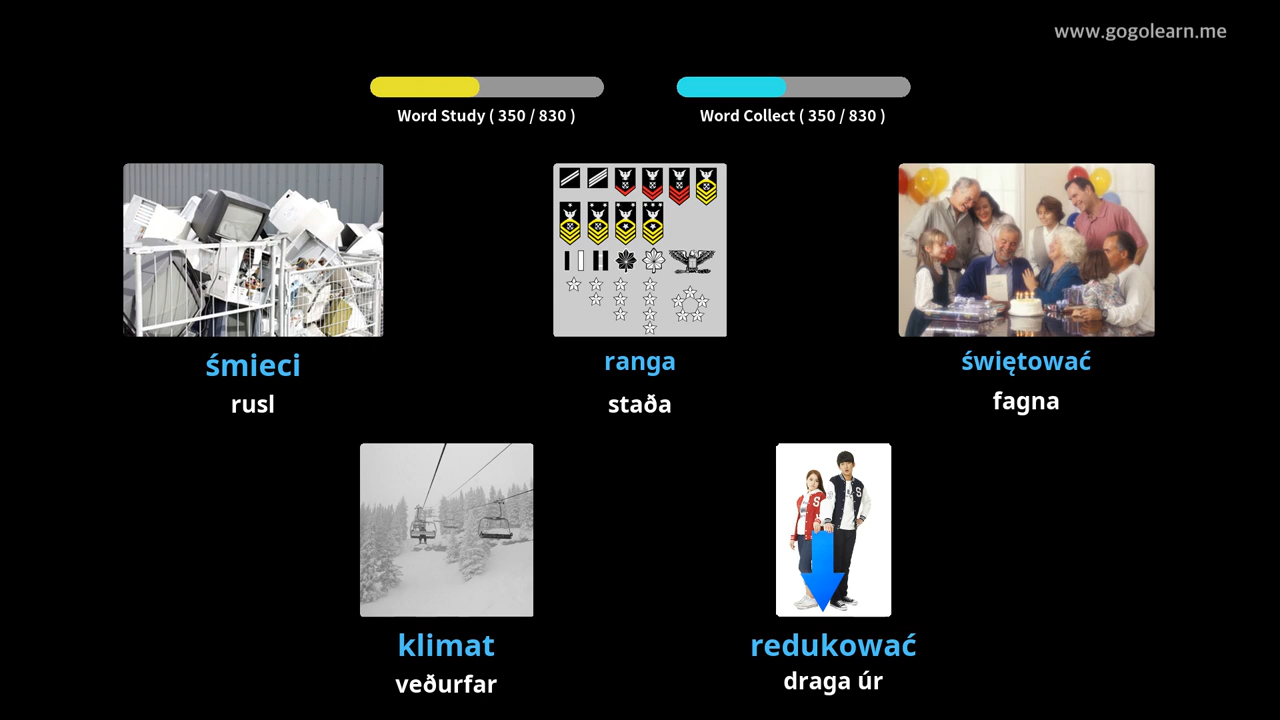 www.gogolearn.me
Word Study ( 350 / 830 )
Word Collect ( 350 / 830 )
śmieci
rusl
ranga
staða
świętować
fagna
klimat
veðurfar
redukować
draga úr